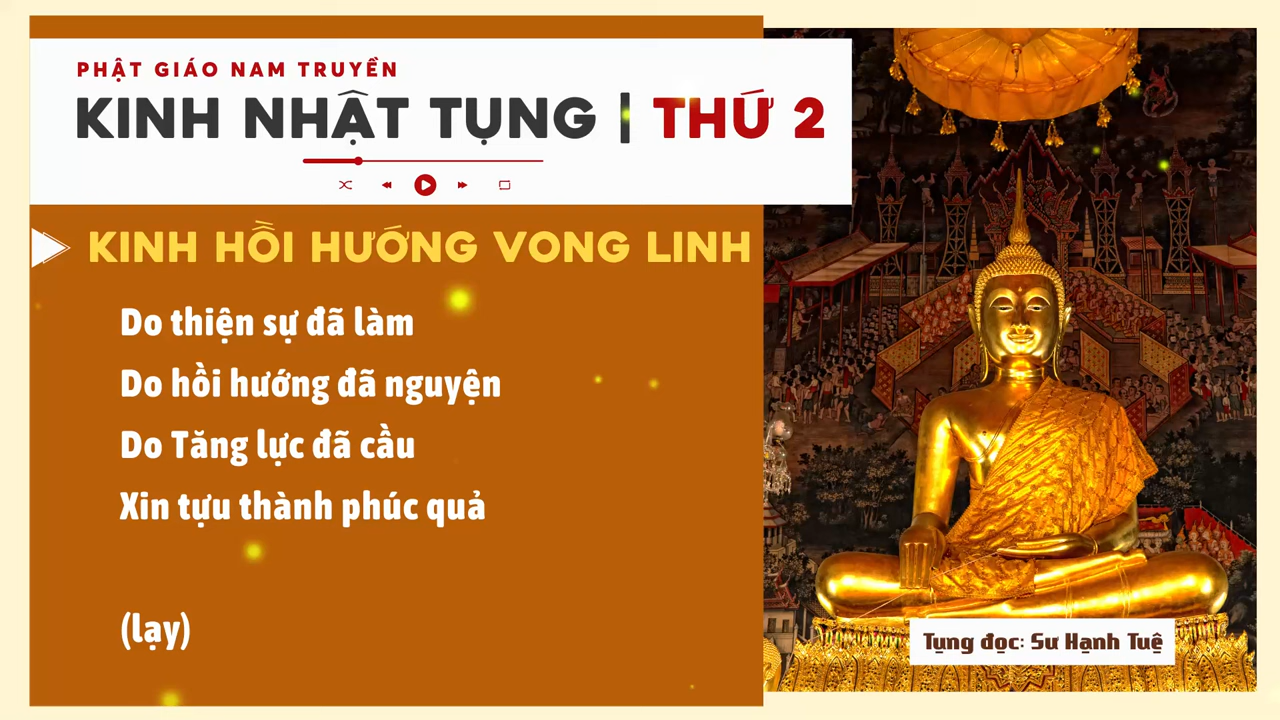 PHẬT GIÁO NAM TRUYỀN
KINH NHẬT TỤNG | THỨ 2
KINH HỒI HƯỚNG VONG LINH
Do thiện sự đã làm
Do hồi hướng đã nguyện
Do Tăng lực đã cầu
Xin tựu thành phúc quả
(lạy)
Tụng đọc: Sư Hạnh Tuệ